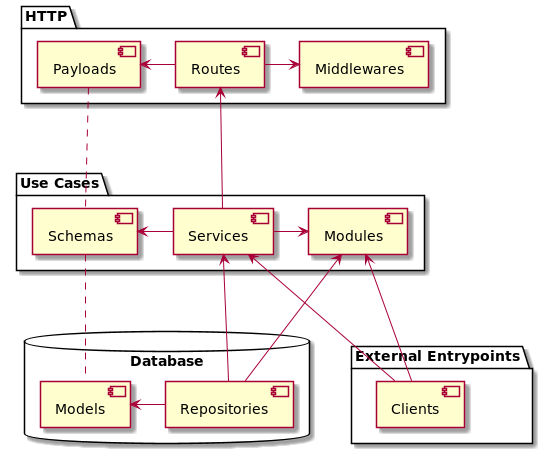 HTTP
Payloads
Routes
Middlewares
Use Cases
Schemas
Services
Modules
Database
External Entrypoints
Models
Repositories
Clients